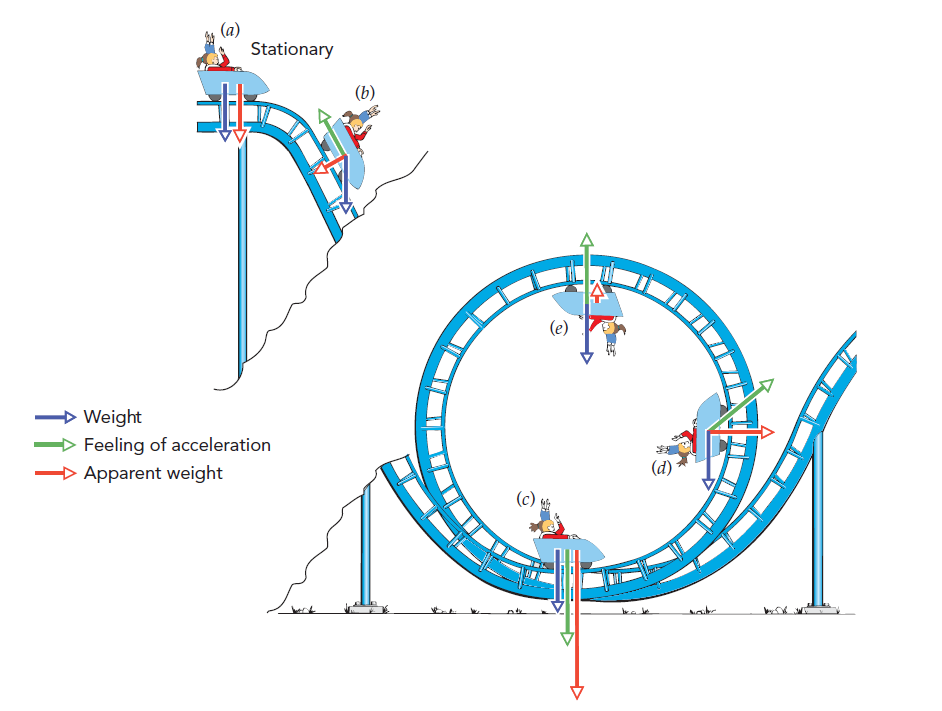 (a)
Stationary
(b)
(e)
(d)
(c)
Weight
Feeling of acceleration
Apparent weight